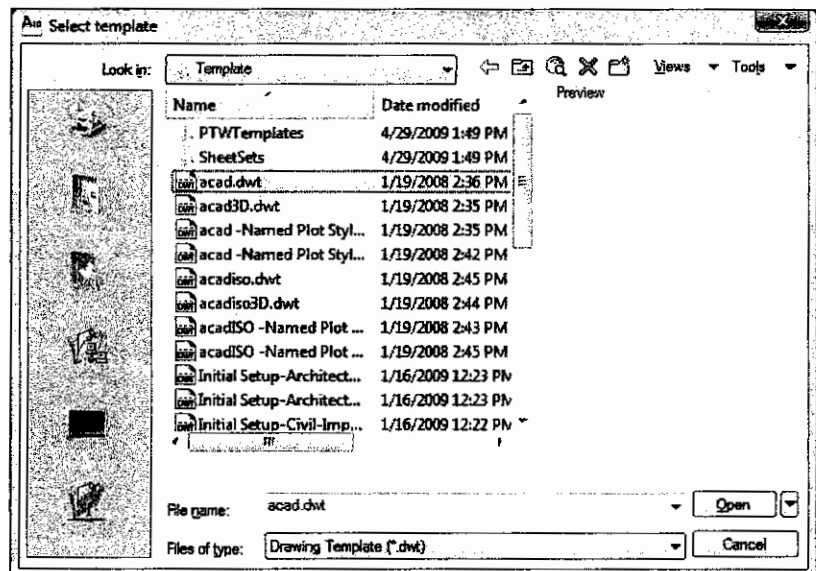 Select template
Look in: Template Views Tools
Preview
Name Date modified
PTWTemplates 4/29/2009 1:49 PM
SheetSets 4/29/2009 1:49 PM
acad.dwt 1/19/2008 2:36 PM
acad3D.dwt 1/19/2008 2:35 PM
acad -Named Plot Styl... 1/19/2008 2:35 PM
acad -Named Plot Styl... 1/19/2008 2:42 PM
acadiso.dwt 1/19/2008 2:45 PM
acadiso3D.dwt 1/19/2008 2:44 PM
acadISO -Named Plot ... 1/19/2008 2:43 PM
acadISO -Named Plot ... 1/19/2008 2:45 PM
Initial Setup-Architect... 1/16/2009 12:23 PM
Initial Setup-Architect... 1/16/2009 12:23 PM
Initial Setup-Civil-Imp... 1/16/2009 12:22 PM
File name: acad.dwt Open
Files of type: Drawing Template (*.dwt) Cancel